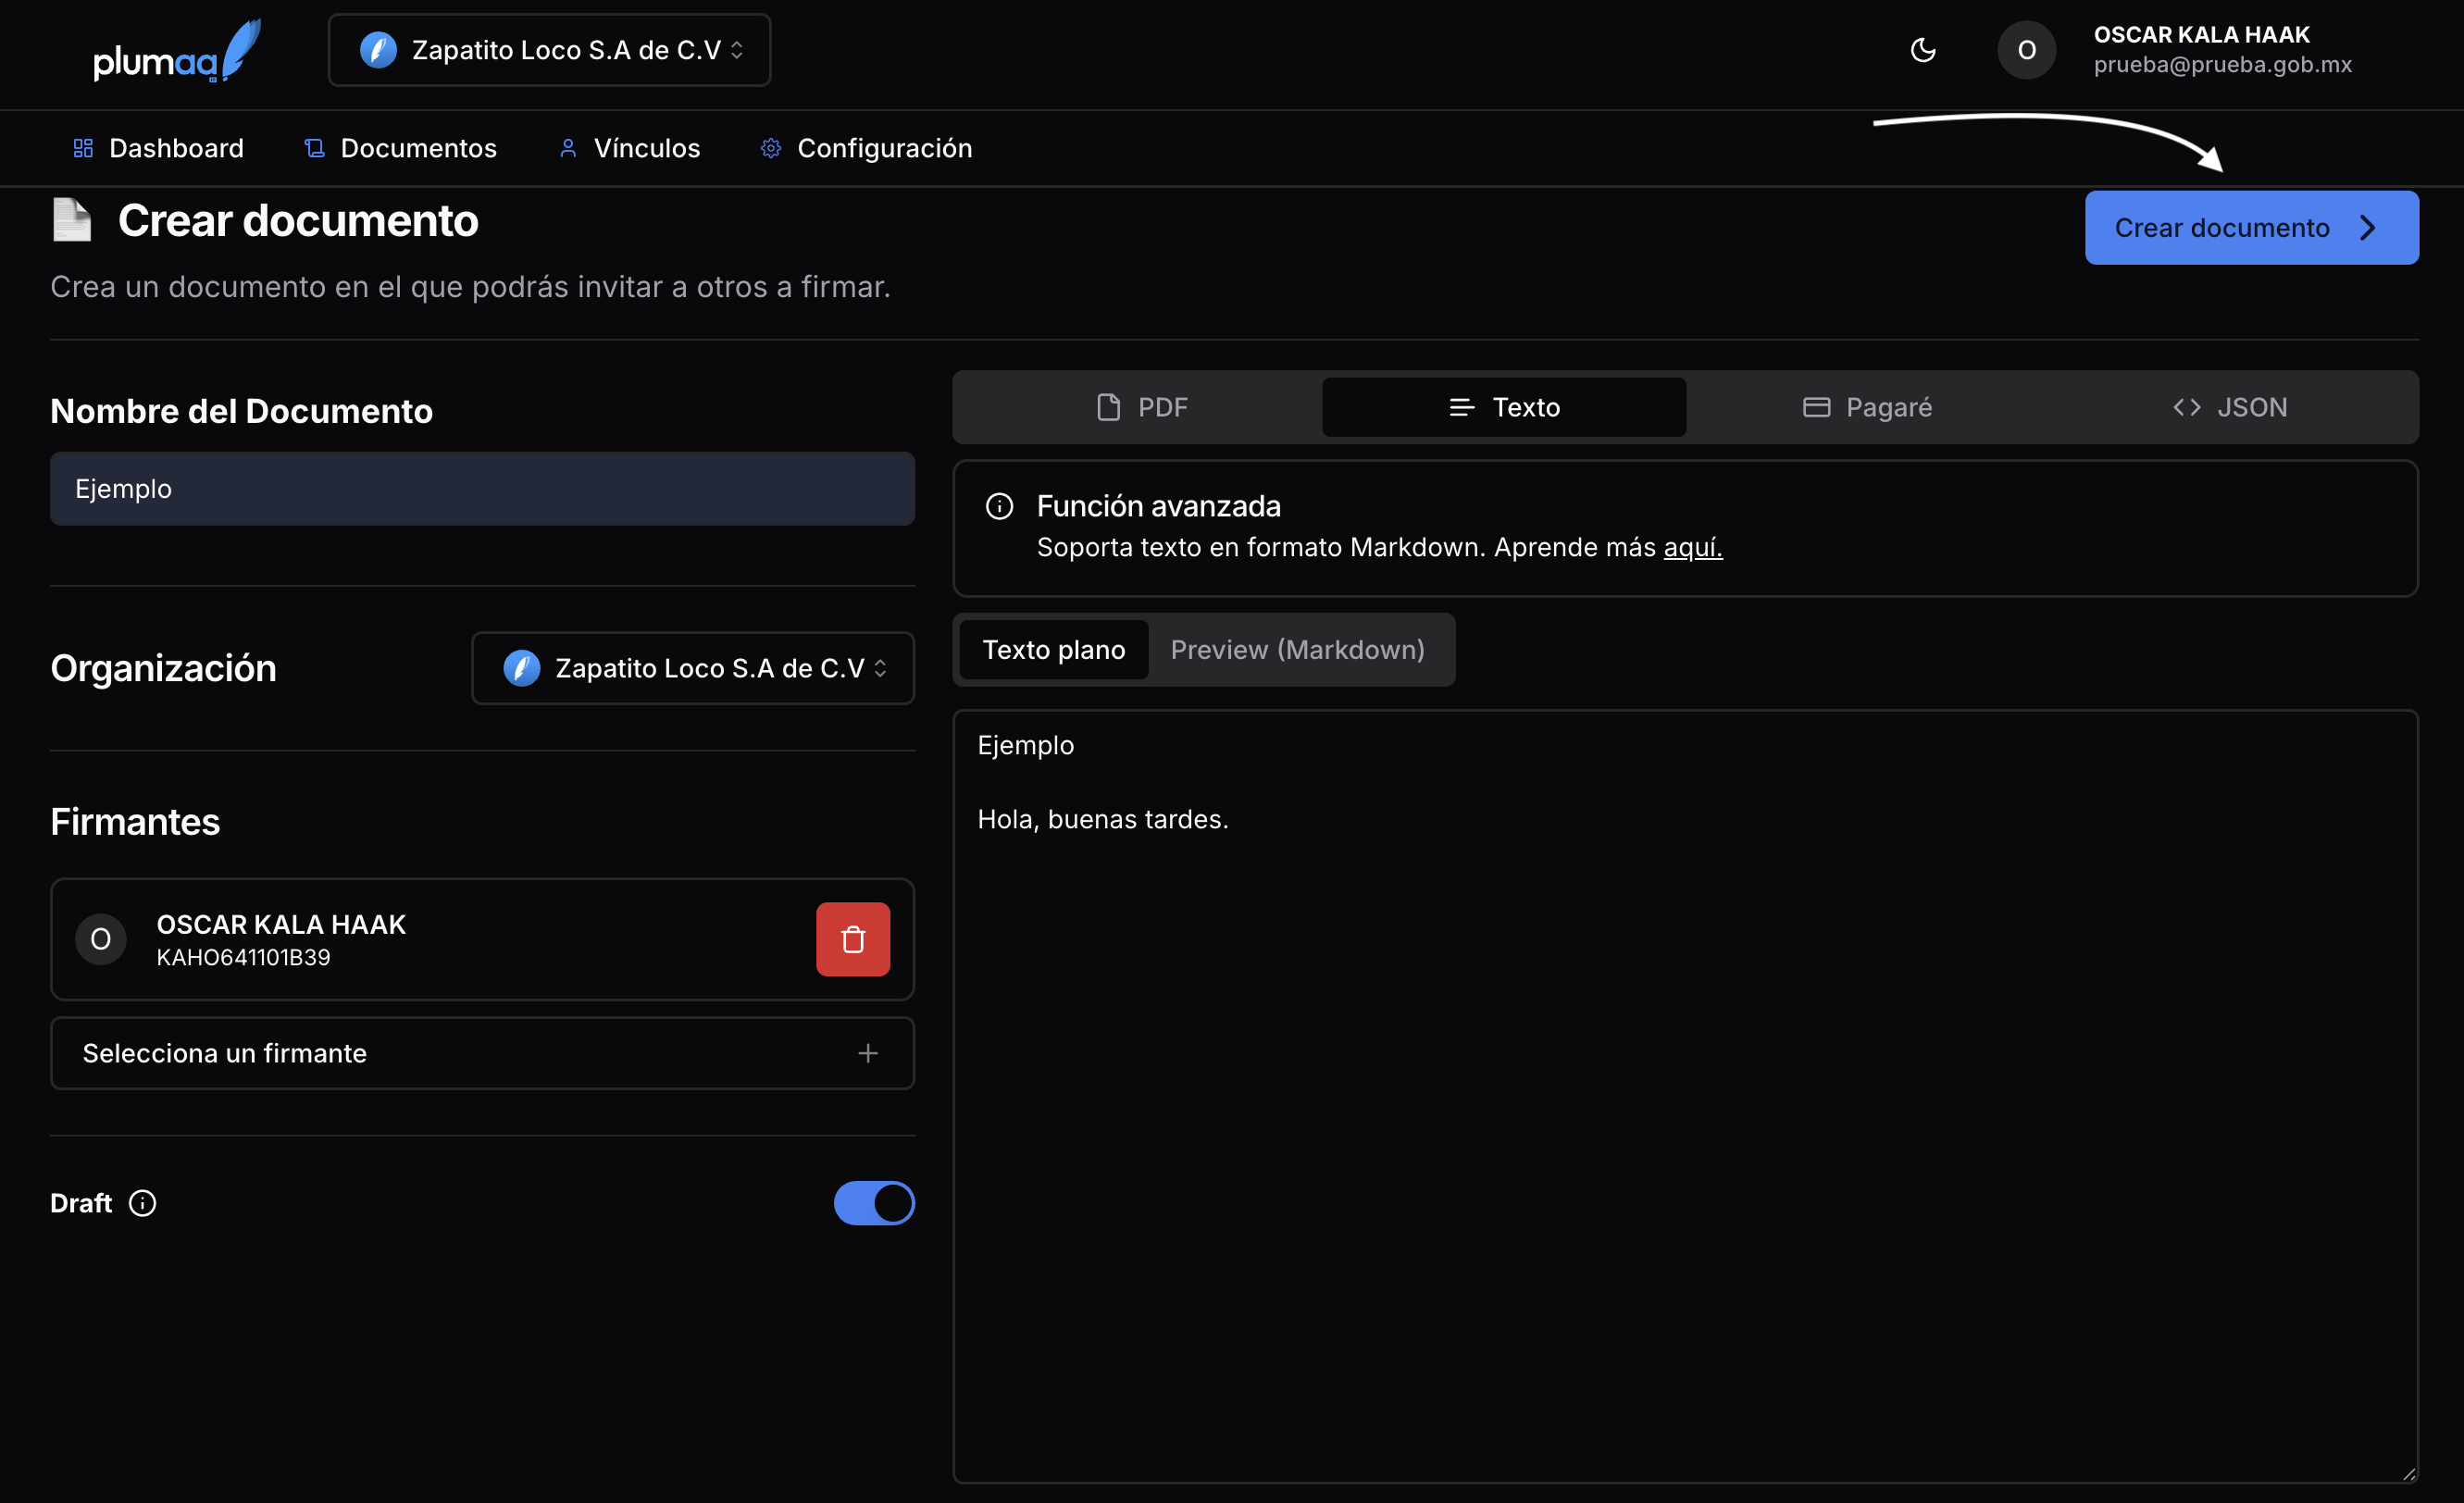 plumaa
Zapatito Loco S.A de C.V
O
OSCAR KALA HAAK
prueba@prueba.gob.mx
Dashboard
Documentos
Vínculos
Configuración
Crear documento
Crear documento
Crea un documento en el que podrás invitar a otros a firmar.
Nombre del Documento
Ejemplo
Organización
Zapatito Loco S.A de C.V
Firmantes
O
OSCAR KALA HAAK
KAHO641101B39
Selecciona un firmante
Draft
PDF
Texto
Pagaré
JSON
Función avanzada
Soporta texto en formato Markdown. Aprende más aquí.
Texto plano
Preview (Markdown)
Ejemplo
Hola, buenas tardes.